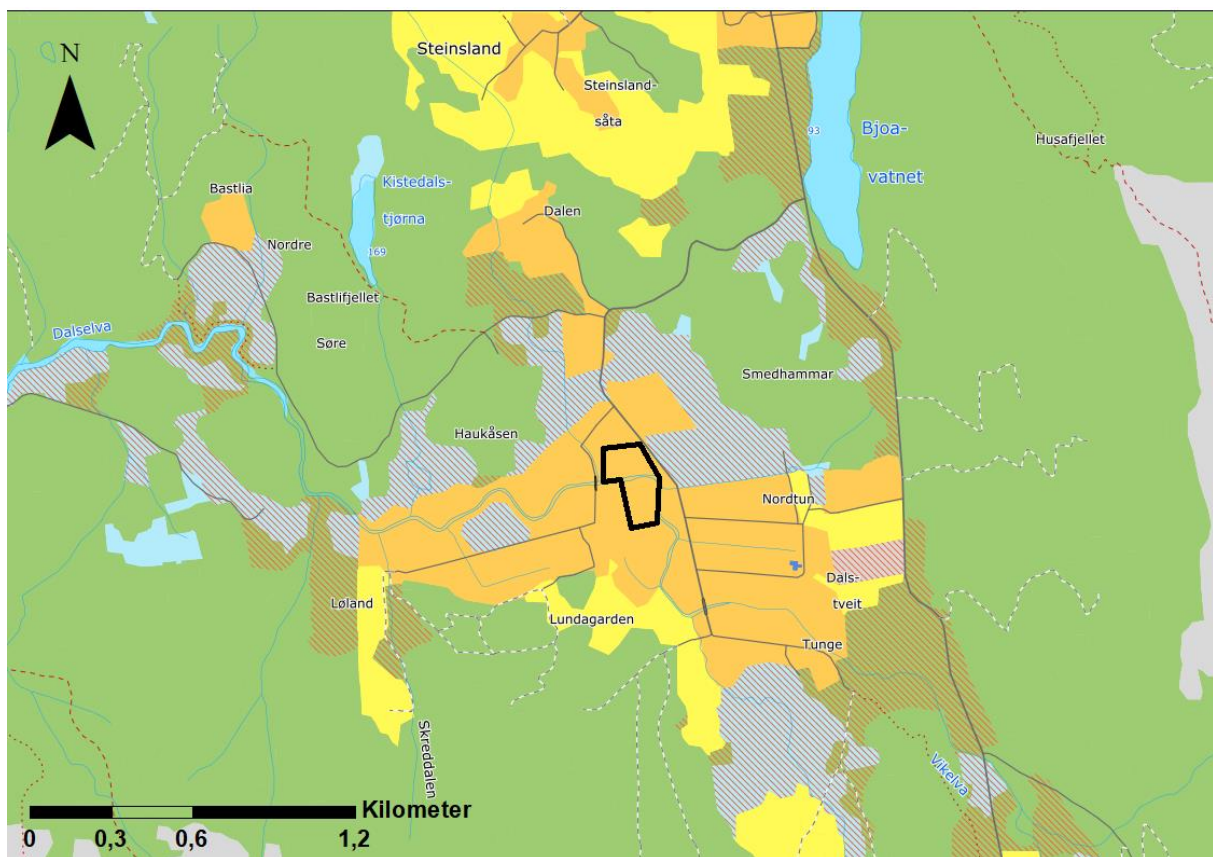 Steinsland
N
Steinsland-
såta
93
Bjoa-
vatnet
Husafjellet
Bastlia
Kistedals-
tjørna
Dalen
Nordre
169
Bastlifjellet
Dalselva
Søre
Smedhammar
Haukåsen
Nordtun
Løland
Dals-
tveit
Lundagarden
Tunge
Skreddalen
Vikelva
Kilometer
0 0,3 0,6 1,2